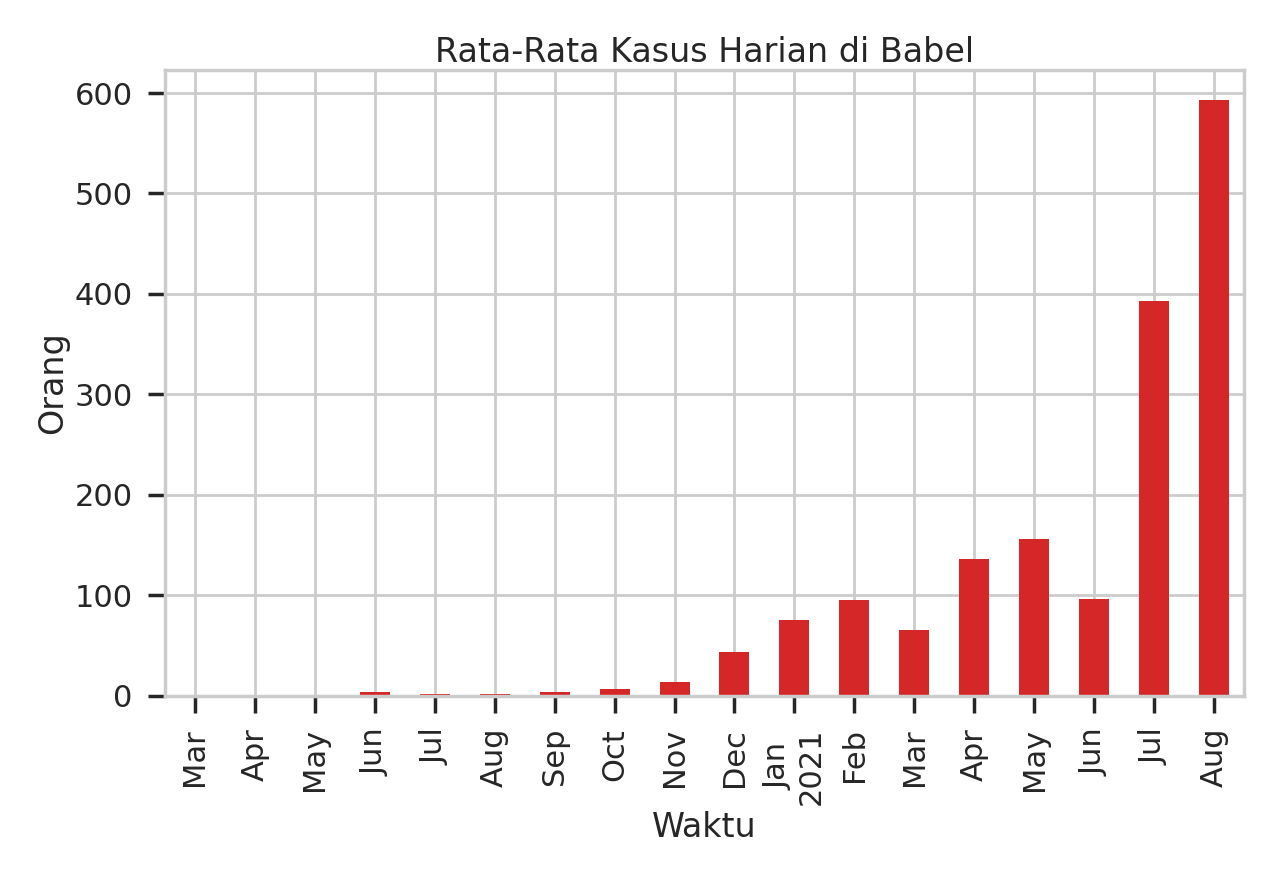 Rata-Rata Kasus Harian di Babel
600
500
400
300
200
100
0
Orang
Mar
Apr
May
Jun
Jul
Aug
Sep
Oct
Nov
Dec
Jan
2021
Feb
Mar
Apr
May
Jun
Jul
Aug
Waktu